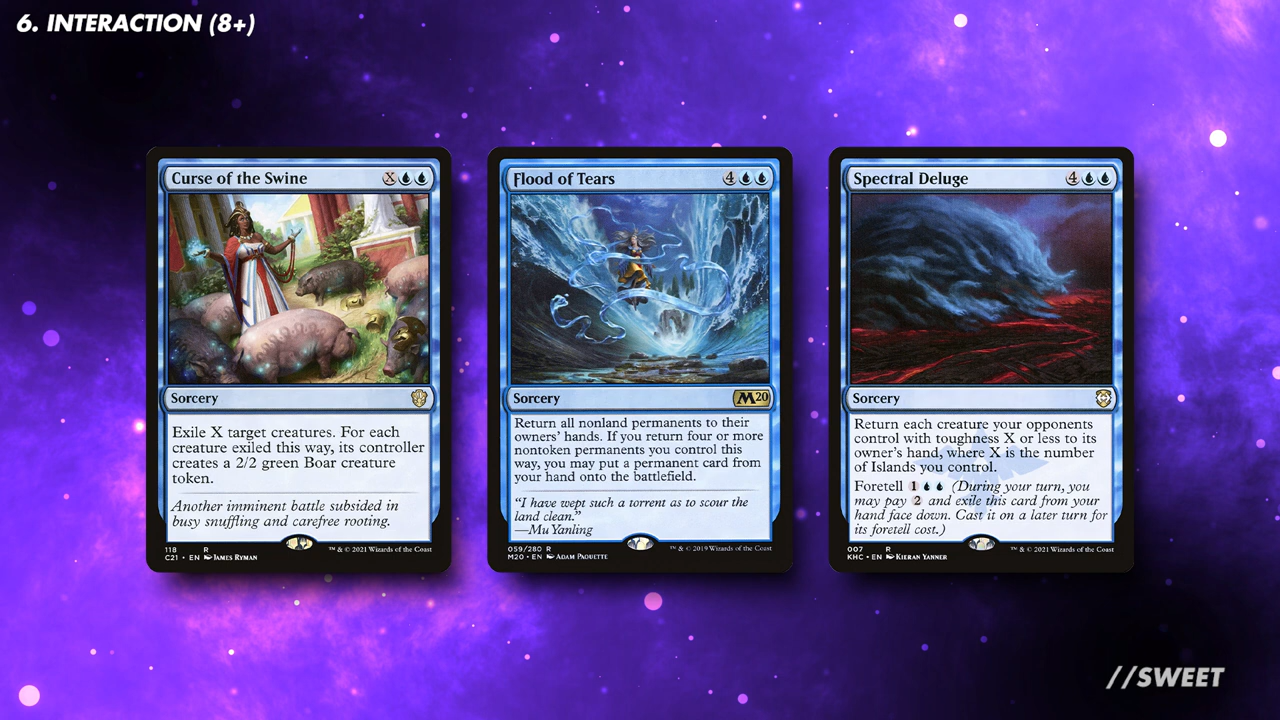 6. INTERACTION (8+)
Curse of the Swine X
Sorcery
Exile X target creatures. For each
creature exiled this way, its controller
creates a 2/2 green Boar creature
token.
Another imminent battle subsided in
busy snuffling and carefree rooting.
118 R
C21 • EN JAMES RYMAN
™ & © 2021 Wizards of the Coast
Flood of Tears 4
Sorcery
M20
Return all nonland permanents to their
owners' hands. If you return four or more
nontoken permanents you control this
way, you may put a permanent card from
your hand onto the battlefield.
"I have wept such a torrent as to scour the
land clean."
—Mu Yanling
059/280 R
M20 • EN ADAM PAQUETTE
™ & © 2019 Wizards of the Coast
Spectral Deluge 4
Sorcery
Return each creature your opponents
control with toughness X or less to its
owner's hand, where X is the number
of Islands you control.
Foretell 1 (During your turn, you
may pay 2 and exile this card from your
hand face down. Cast it on a later turn for
its foretell cost.)
007 R
KHC • EN KIERAN YANNER
™ & © 2021 Wizards of the Coast
//SWEET